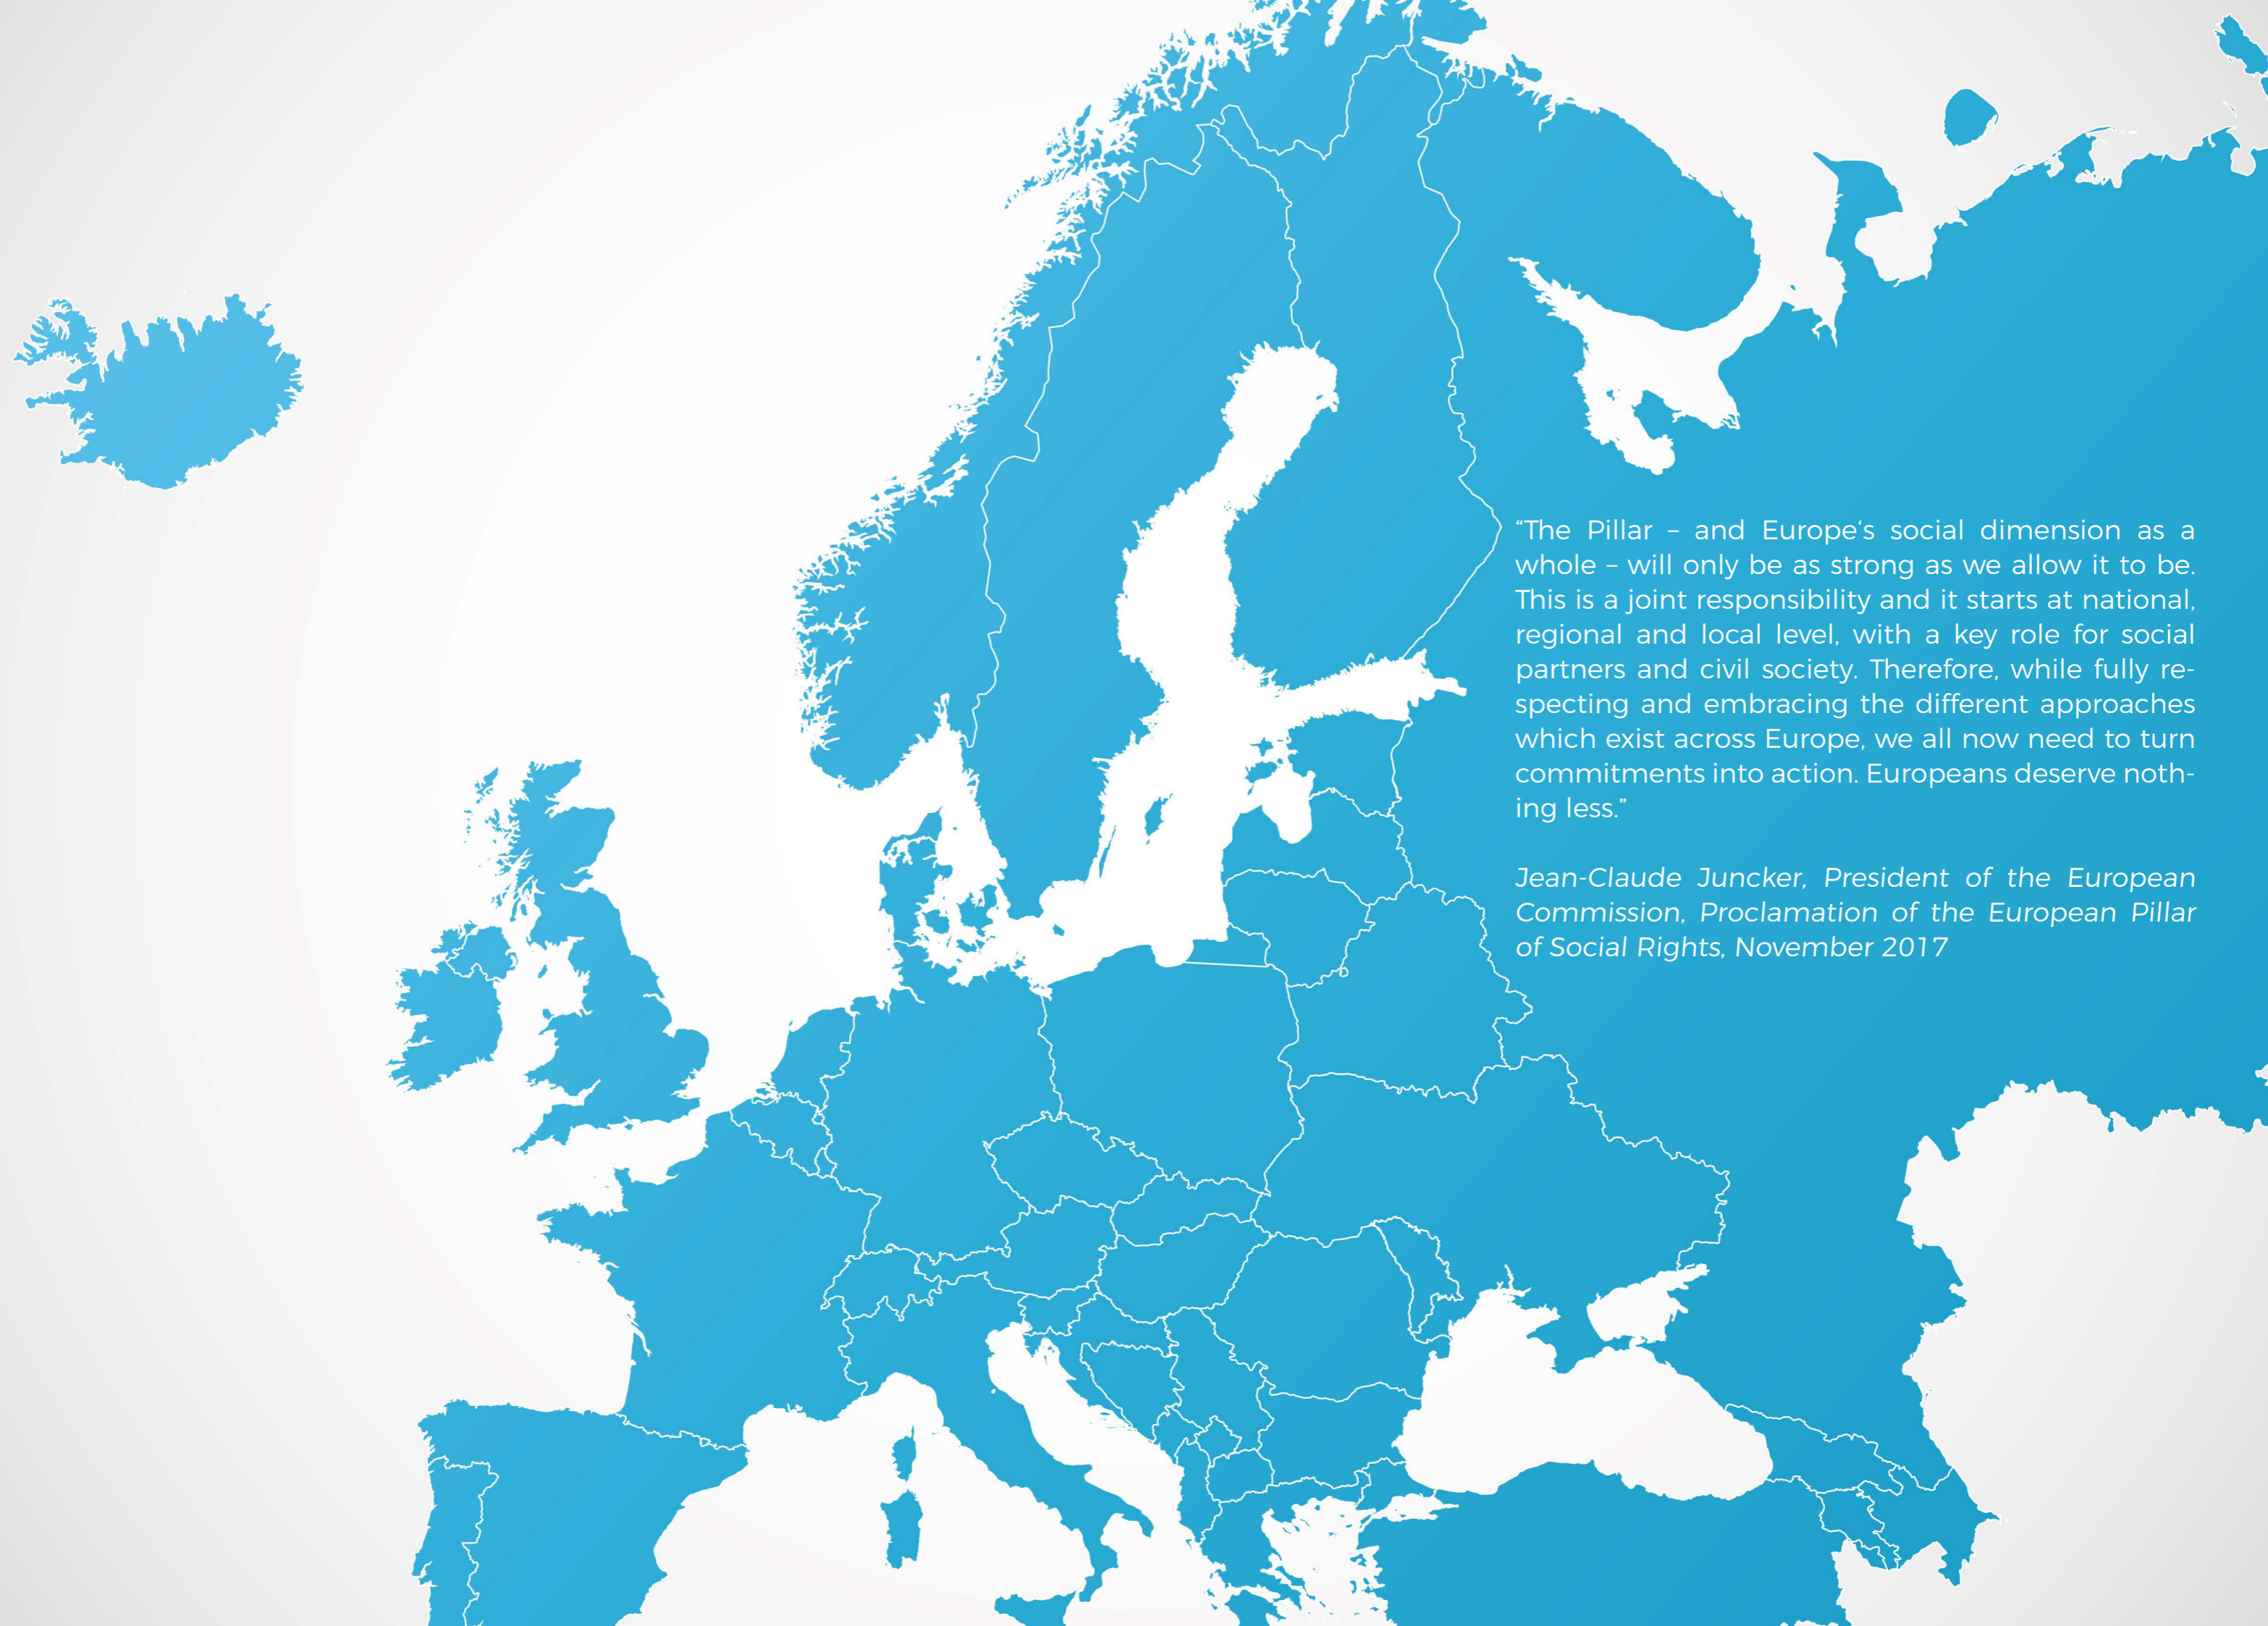 “The Pillar – and Europe‘s social dimension as a
whole – will only be as strong as we allow it to be.
This is a joint responsibility and it starts at national,
regional and local level, with a key role for social
partners and civil society. Therefore, while fully re-
specting and embracing the different approaches
which exist across Europe, we all now need to turn
commitments into action. Europeans deserve noth-
ing less.”
Jean-Claude Juncker, President of the European
Commission, Proclamation of the European Pillar
of Social Rights, November 2017